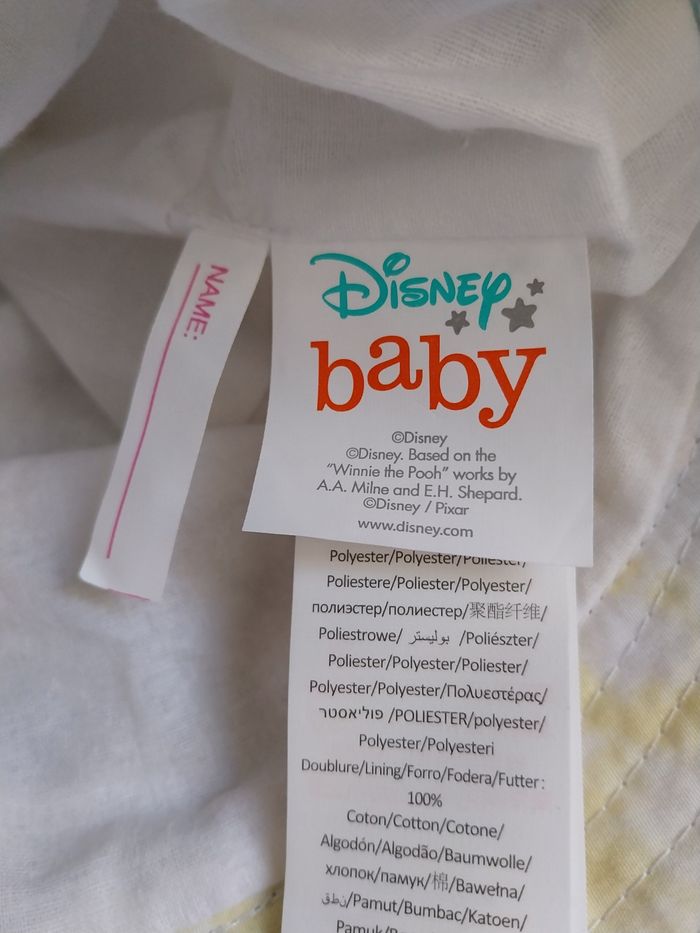 NAME:
Disney
baby
©Disney
©Disney. Based on the
"Winnie the Pooh" works by
A.A. Milne and E.H. Shepard.
©Disney / Pixar
www.disney.com
Polyester/Polyester/Poliestere/
Poliestere/Poliester/Polyester/
полиэстер/полиестер/聚酯纤维/
Poliestrowe/ بوليستر /Poliészter/
Poliester/Polyester/Poliester/
Polyester/Polyester/Πολυεστέρας/
פוליאסטר /POLIESTER/polyester/
Polyester/Polyesteri
Doublure/Lining/Forro/Fodera/Futter:
100%
Coton/Cotton/Cotone/
Algodón/Algodão/Baumwolle/
хлопок/памук/棉/Bawełna/
قطن/Pamut/Bumbac/Katoen/